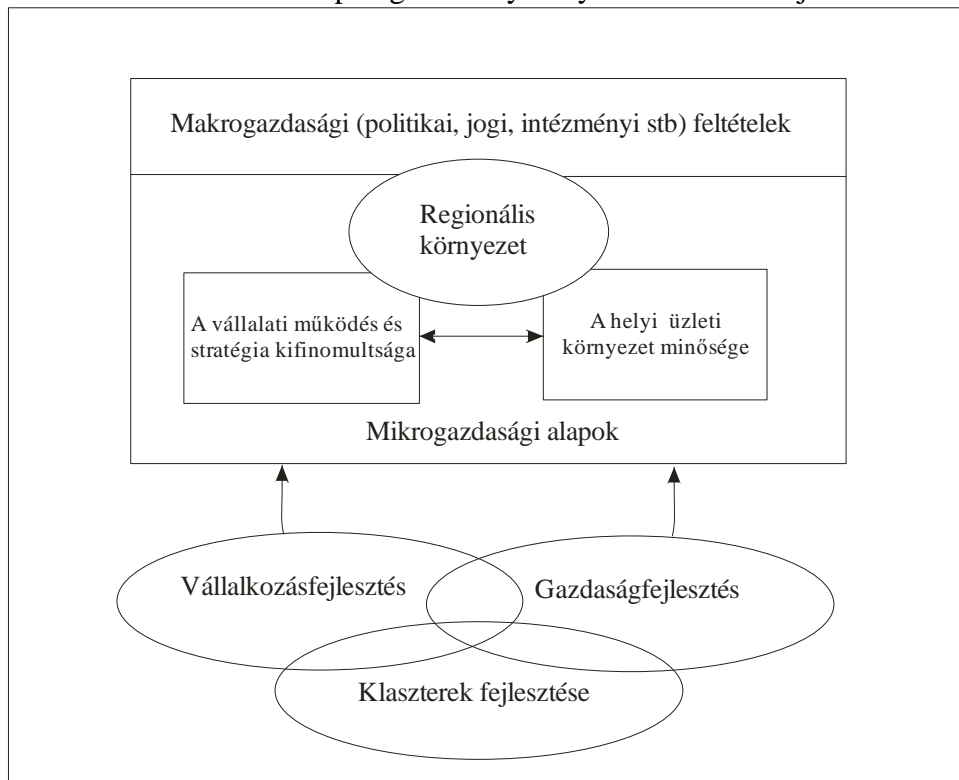 Makrogazdasági (politikai, jogi, intézményi stb) feltételek
Regionális
környezet
A vállalati működés és
stratégia kifinomultsága
A helyi üzleti
környezet minősége
Mikrogazdasági alapok
Vállalkozásfejlesztés
Gazdaságfejlesztés
Klaszterek fejlesztése